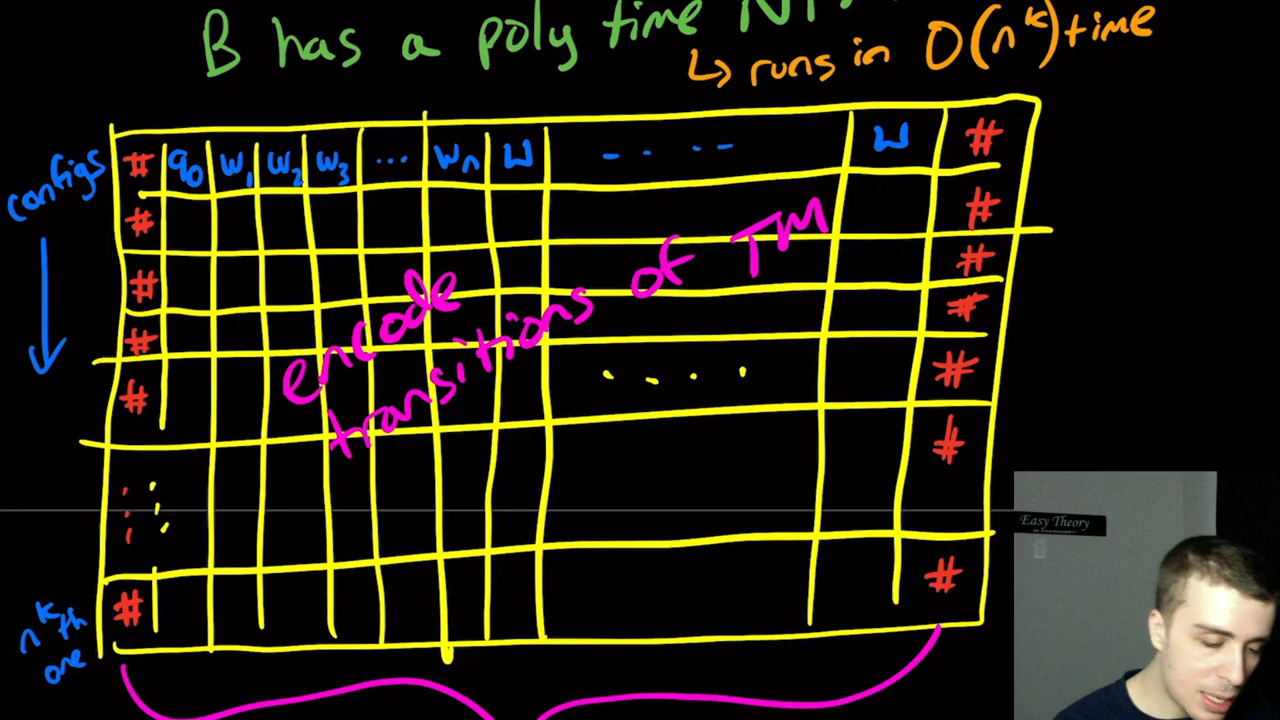 B has a poly time NT
↳ runs in O(n^k) time
configs
# q0 w1 w2 w3 ... wn ⊔ - - - - ⊔ #
# #
# #
# #
# #
#
encode
transitions of TM
....
n^k th
one
# #
Easy Theory